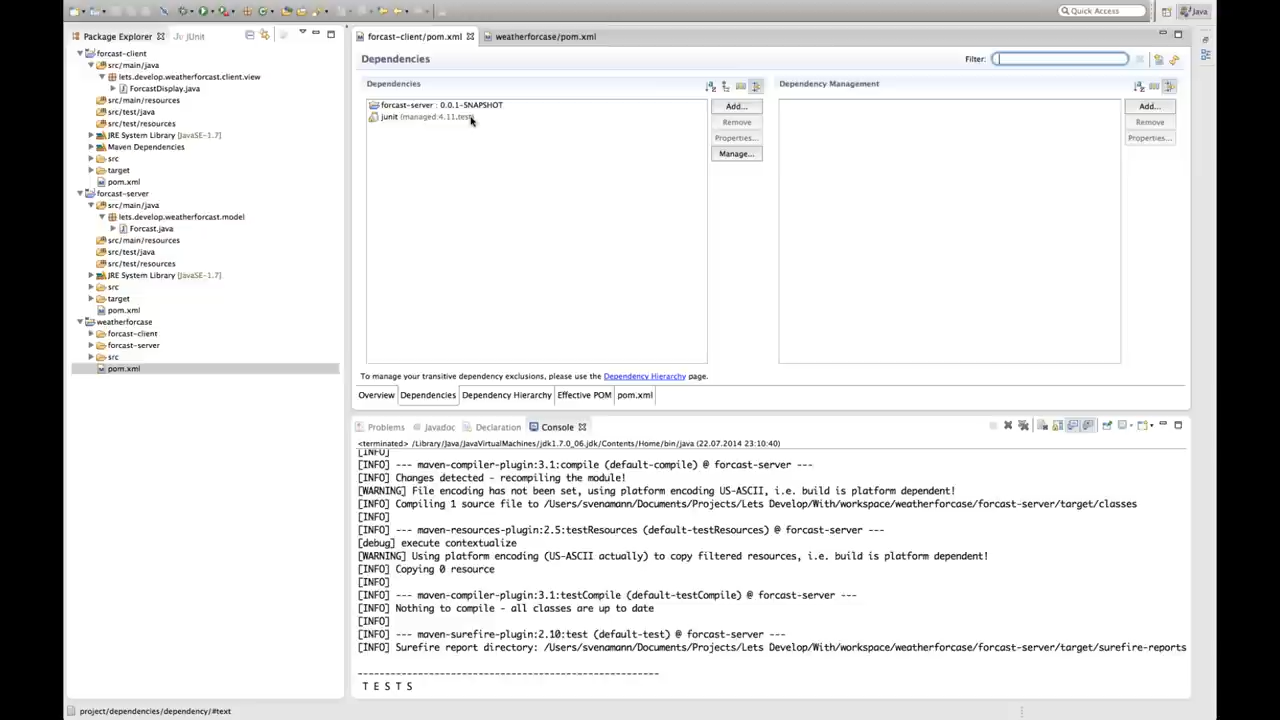 Quick Access
Java
Package Explorer
JUnit
forcast-client/pom.xml
weatherforcase/pom.xml
forcast-client
src/main/java
lets.develop.weatherforcast.client.view
ForcastDisplay.java
src/main/resources
src/test/java
src/test/resources
JRE System Library [JavaSE-1.7]
Maven Dependencies
src
target
pom.xml
forcast-server
src/main/java
lets.develop.weatherforcast.model
Forcast.java
src/main/resources
src/test/java
src/test/resources
JRE System Library [JavaSE-1.7]
src
target
pom.xml
weatherforcase
forcast-client
forcast-server
src
pom.xml
Dependencies
Filter:
Dependencies
forcast-server : 0.0.1-SNAPSHOT
junit (managed:4.11,test)
Add...
Remove
Properties...
Manage...
Dependency Management
Add...
Remove
Properties...
To manage your transitive dependency exclusions, please use the Dependency Hierarchy page.
Overview Dependencies Dependency Hierarchy Effective POM pom.xml
Problems Javadoc Declaration Console
<terminated> /Library/Java/JavaVirtualMachines/jdk1.7.0_06.jdk/Contents/Home/bin/java (22.07.2014 23:10:40)
[INFO]
[INFO] --- maven-compiler-plugin:3.1:compile (default-compile) @ forcast-server ---
[INFO] Changes detected - recompiling the module!
[WARNING] File encoding has not been set, using platform encoding US-ASCII, i.e. build is platform dependent!
[INFO] Compiling 1 source file to /Users/svenamann/Documents/Projects/Lets Develop/With/workspace/weatherforcase/forcast-server/target/classes
[INFO]
[INFO] --- maven-resources-plugin:2.5:testResources (default-testResources) @ forcast-server ---
[debug] execute contextualize
[WARNING] Using platform encoding (US-ASCII actually) to copy filtered resources, i.e. build is platform dependent!
[INFO] Copying 0 resource
[INFO]
[INFO] --- maven-compiler-plugin:3.1:testCompile (default-testCompile) @ forcast-server ---
[INFO] Nothing to compile - all classes are up to date
[INFO]
[INFO] --- maven-surefire-plugin:2.10:test (default-test) @ forcast-server ---
[INFO] Surefire report directory: /Users/svenamann/Documents/Projects/Lets Develop/With/workspace/weatherforcase/forcast-server/target/surefire-reports
-------------------------------------------------------
T E S T S
project/dependencies/dependency/#text